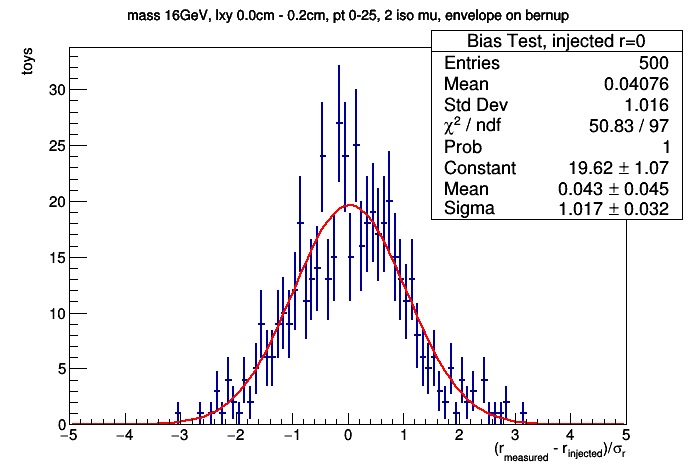 mass 16GeV, lxy 0.0cm - 0.2cm, pt 0-25, 2 iso mu, envelope on bernup
Bias Test, injected r=0
Entries 500
Mean 0.04076
Std Dev 1.016
χ² / ndf 50.83 / 97
Prob 1
Constant 19.62 ± 1.07
Mean 0.043 ± 0.045
Sigma 1.017 ± 0.032
toys
30
25
20
15
10
5
0
−5 −4 −3 −2 −1 0 1 2 3 4 5
(r_measured - r_injected)/σ_r